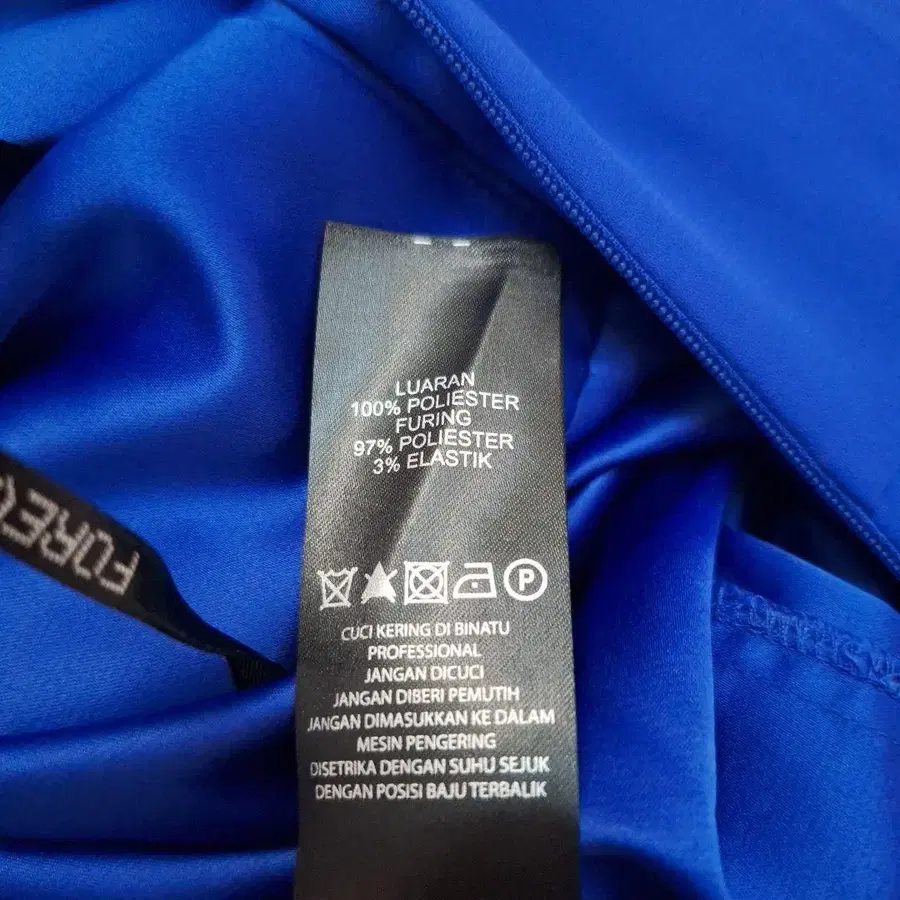 LUARAN
100% POLIESTER
FURING
97% POLIESTER
3% ELASTIK
P
CUCI KERING DI BINATU
PROFESSIONAL
JANGAN DICUCI
JANGAN DIBERI PEMUTIH
JANGAN DIMASUKKAN KE DALAM
MESIN PENGERING
DISETRIKA DENGAN SUHU SEJUK
DENGAN POSISI BAJU TERBALIK